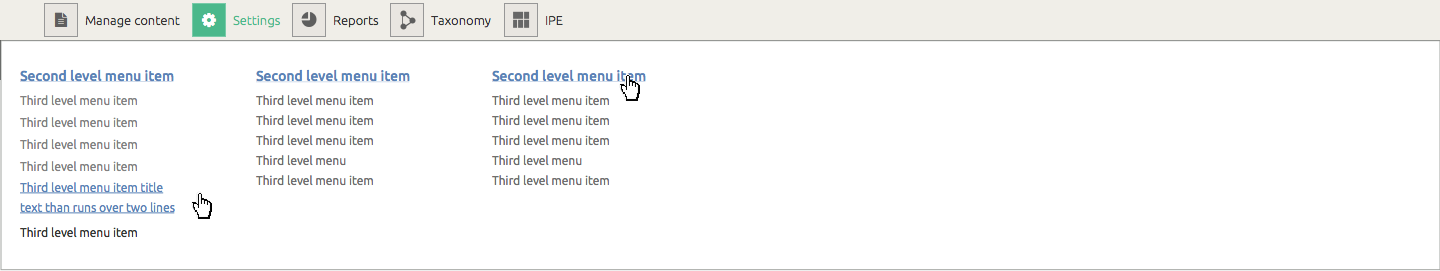 Manage content
Settings
Reports
Taxonomy
IPE
Second level menu item
Third level menu item
Third level menu item
Third level menu item
Third level menu item
Third level menu item title
text than runs over two lines
Third level menu item
Second level menu item
Third level menu item
Third level menu item
Third level menu item
Third level menu
Third level menu item
Second level menu item
Third level menu item
Third level menu item
Third level menu item
Third level menu
Third level menu item